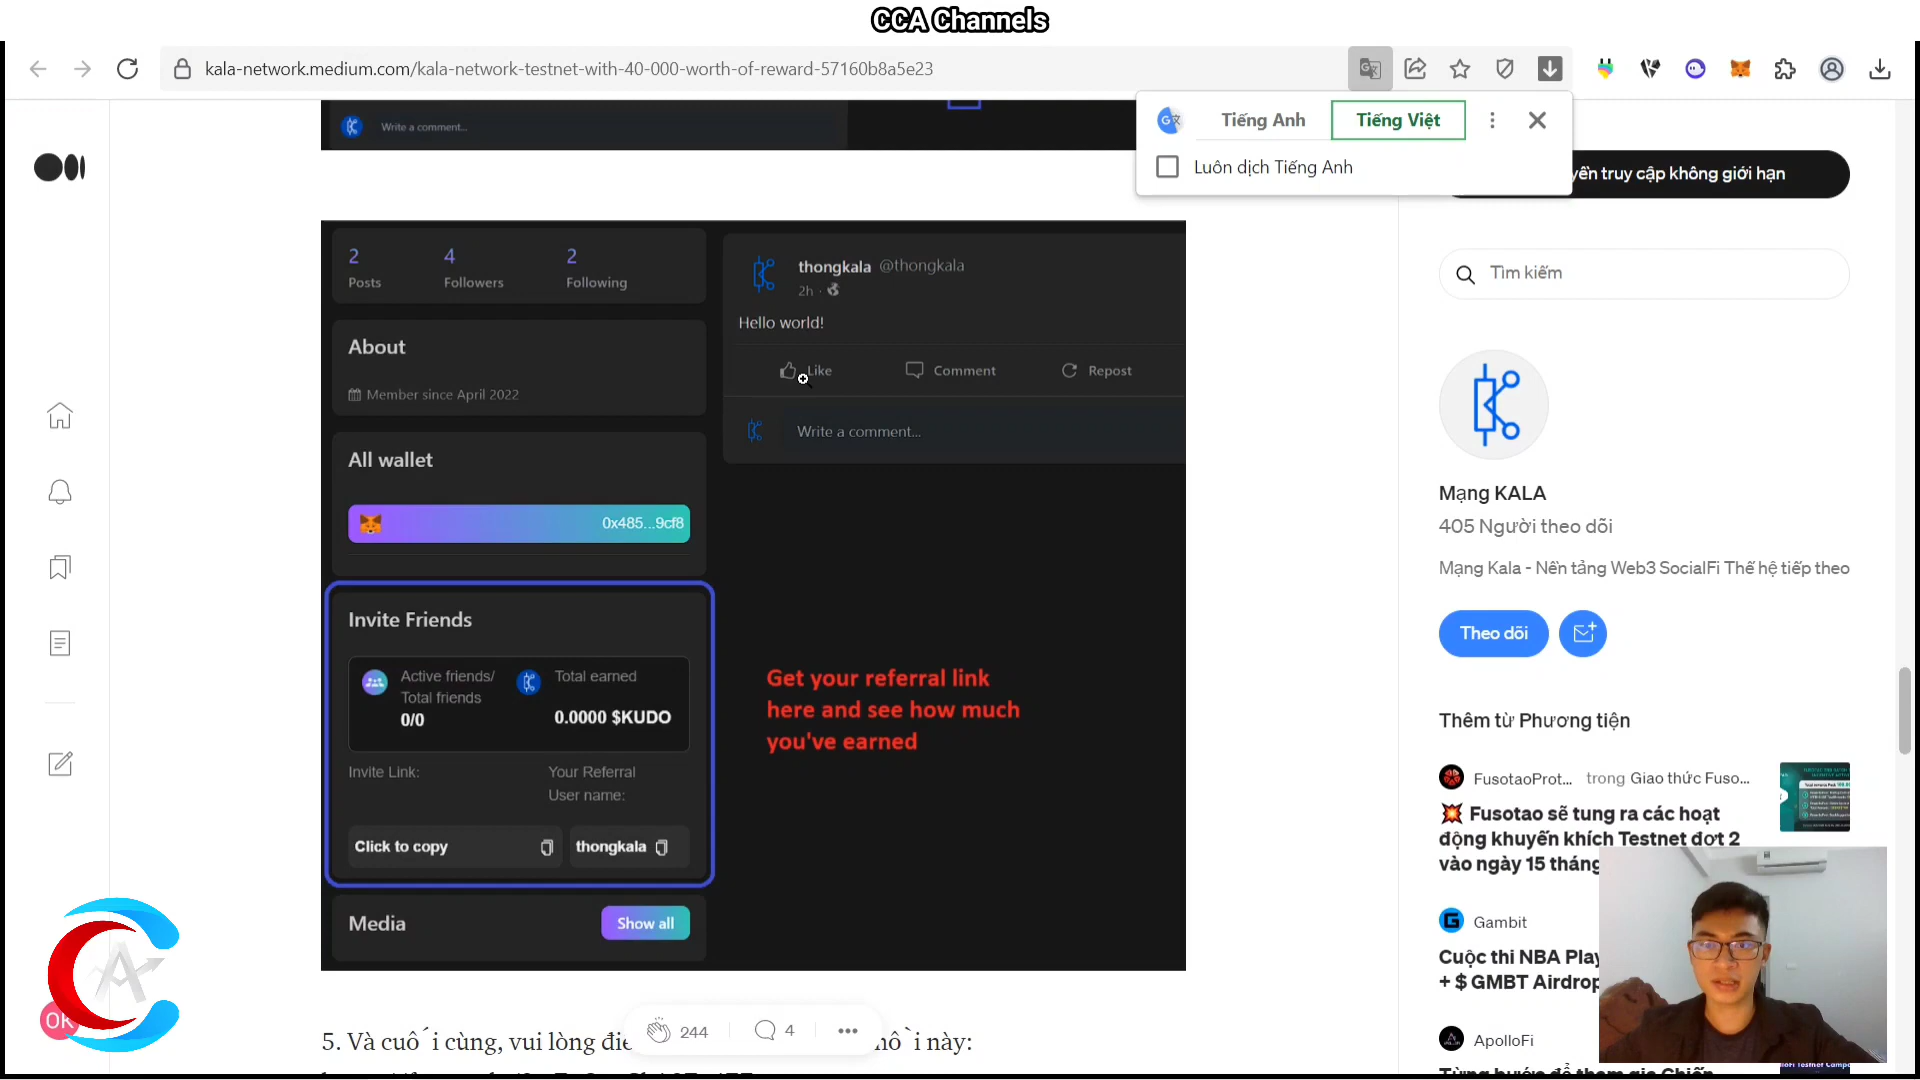 CCA Channels
kala-network.medium.com/kala-network-testnet-with-40-000-worth-of-reward-57160b8a5e23
Tiếng Anh
Tiếng Việt
Luôn dịch Tiếng Anh
truy cập không giới hạn
Write a comment...
Tìm kiếm
2
4
2
Posts
Followers
Following
thongkala @thongkala
2h ·
Hello world!
Like
Comment
Repost
Write a comment...
About
Member since April 2022
All wallet
0x485...9cf8
Invite Friends
Active friends/
Total friends
0/0
Total earned
0.0000 $KUDO
Invite Link:
Your Referral
User name:
Click to copy
thongkala
Media
Show all
Get your referral link
here and see how much
you've earned
Mạng KALA
405 Người theo dõi
Mạng Kala - Nền tảng Web3 SocialFi Thế hệ tiếp theo
Theo dõi
Thêm từ Phương tiện
FusotaoProt... trong Giao thức Fuso...
💥 Fusotao sẽ tung ra các hoạt
động khuyến khích Testnet đợt 2
vào ngày 15 tháng
Gambit
Cuộc thi NBA Play
+ $ GMBT Airdrop
ApolloFi
244
4
5. Và cuối cùng, vui lòng
này:
OK